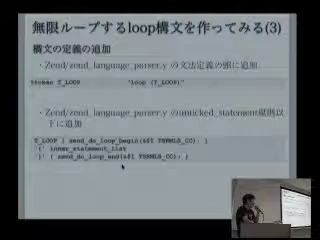 無限ループするloop構文を作ってみる(3)
構文の定義の追加
・Zend/zend_language_parser.y の文法定義の頭に追加
%token T_LOOP "loop (T_LOOP)"
・Zend/zend_language_parser.y のunticked_statement規則以下に追加
T_LOOP { zend_do_loop_begin(&$1 TSRMLS_CC); }
'{' inner_statement_list
'}' { zend_do_loop_end(&$1 TSRMLS_CC); }